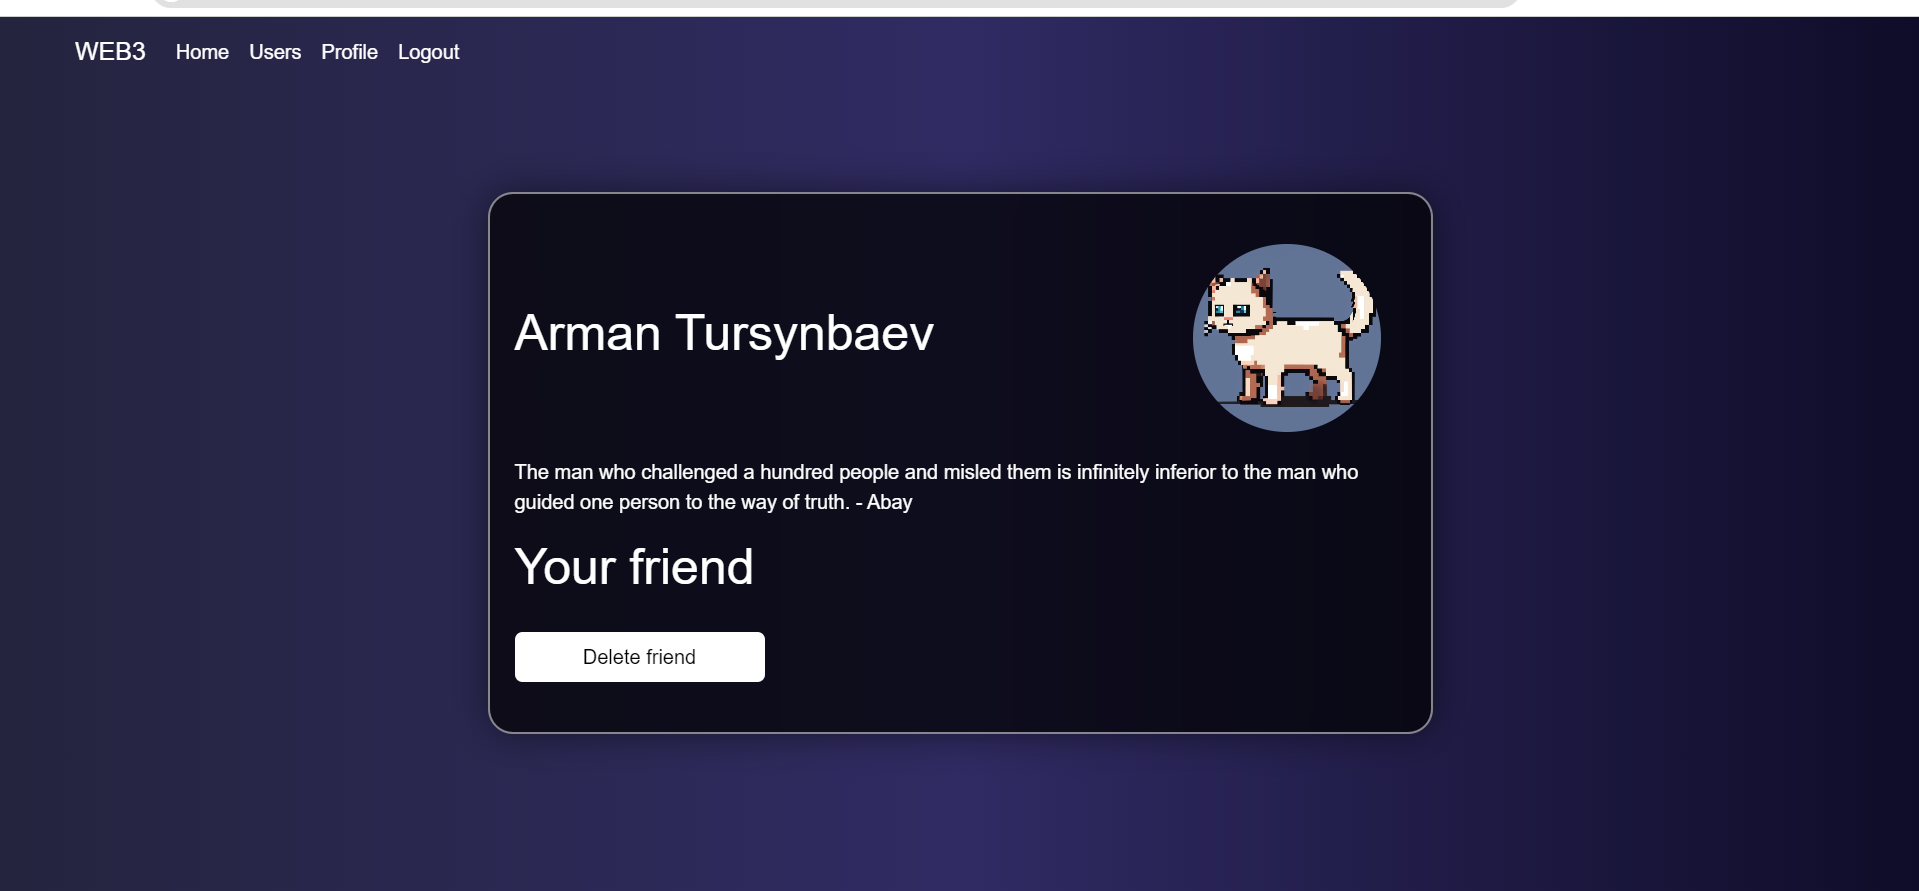 WEB3 Home Users Profile Logout
Arman Tursynbaev
The man who challenged a hundred people and misled them is infinitely inferior to the man who
guided one person to the way of truth. - Abay
Your friend
Delete friend